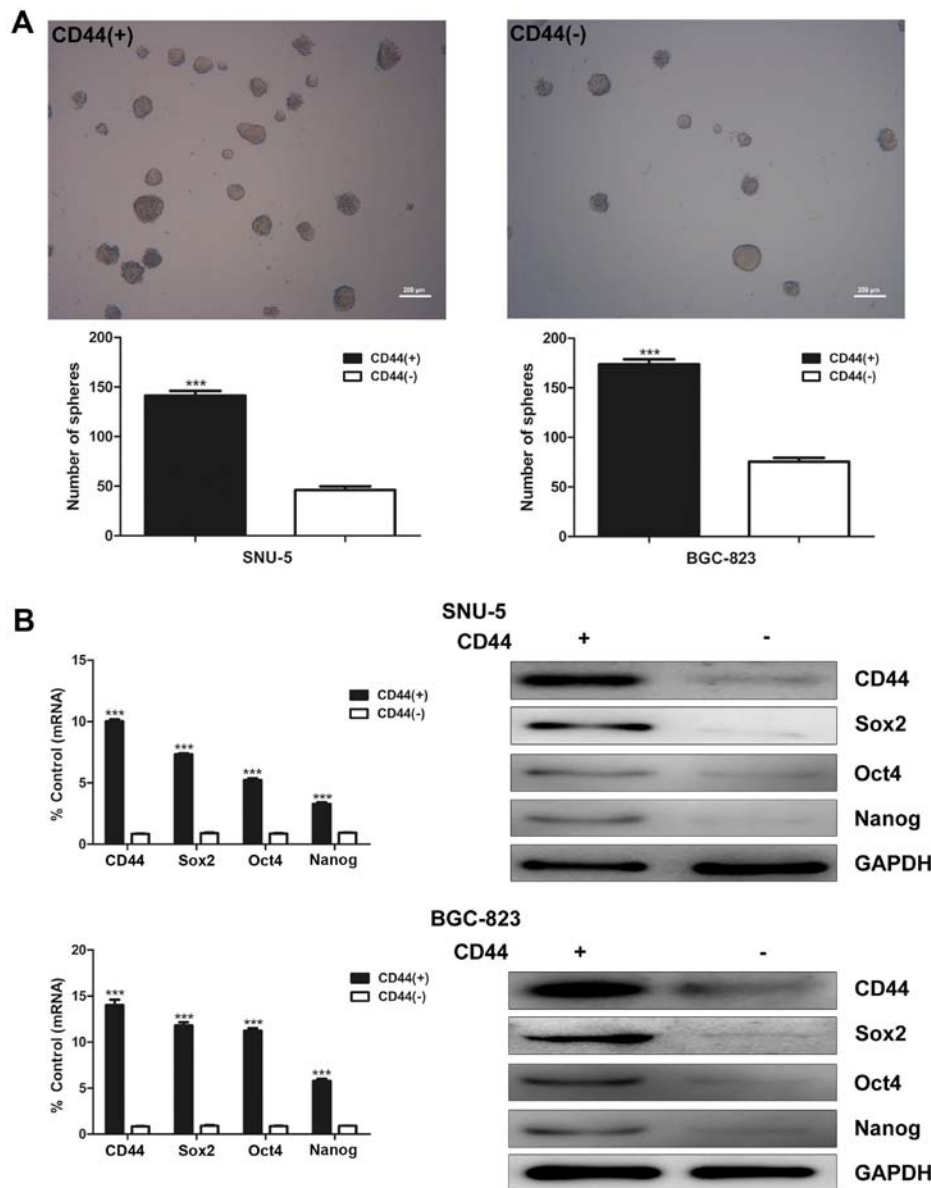 A
CD44(+)
CD44(-)
200 μm
200 μm
Number of spheres
200
150
100
50
0
***
CD44(+)
CD44(-)
SNU-5
Number of spheres
200
150
100
50
0
***
CD44(+)
CD44(-)
BGC-823
B
% Control (mRNA)
15
10
5
0
*** *** *** ***
CD44(+)
CD44(-)
CD44 Sox2 Oct4 Nanog
SNU-5
CD44 + -
CD44
Sox2
Oct4
Nanog
GAPDH
% Control (mRNA)
20
15
10
5
0
*** *** *** ***
CD44(+)
CD44(-)
CD44 Sox2 Oct4 Nanog
BGC-823
CD44 + -
CD44
Sox2
Oct4
Nanog
GAPDH